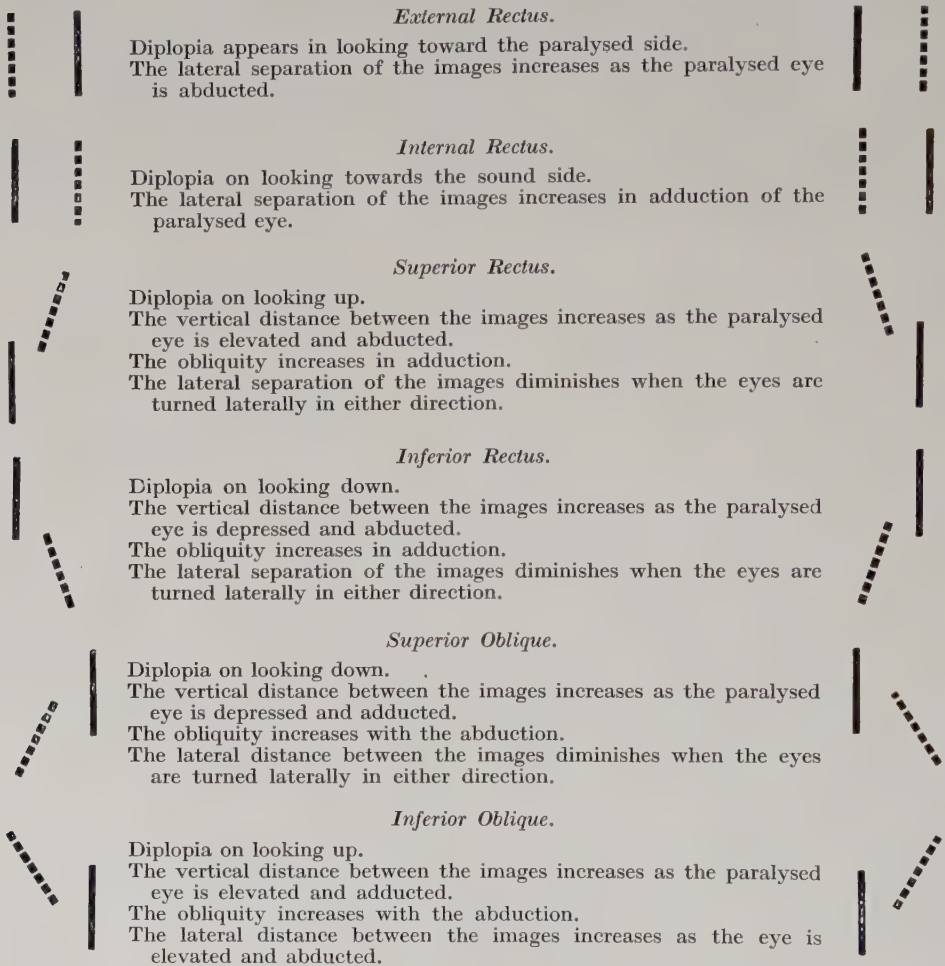 External Rectus.
Diplopia appears in looking toward the paralysed side.
The lateral separation of the images increases as the paralysed eye
is abducted.
Internal Rectus.
Diplopia on looking towards the sound side.
The lateral separation of the images increases in adduction of the
paralysed eye.
Superior Rectus.
Diplopia on looking up.
The vertical distance between the images increases as the paralysed
eye is elevated and abducted.
The obliquity increases in adduction.
The lateral separation of the images diminishes when the eyes are
turned laterally in either direction.
Inferior Rectus.
Diplopia on looking down.
The vertical distance between the images increases as the paralysed
eye is depressed and abducted.
The obliquity increases in adduction.
The lateral separation of the images diminishes when the eyes are
turned laterally in either direction.
Superior Oblique.
Diplopia on looking down.
The vertical distance between the images increases as the paralysed
eye is depressed and adducted.
The obliquity increases with the abduction.
The lateral distance between the images diminishes when the eyes
are turned laterally in either direction.
Inferior Oblique.
Diplopia on looking up.
The vertical distance between the images increases as the paralysed
eye is elevated and adducted.
The obliquity increases with the abduction.
The lateral distance between the images increases as the eye is
elevated and abducted.